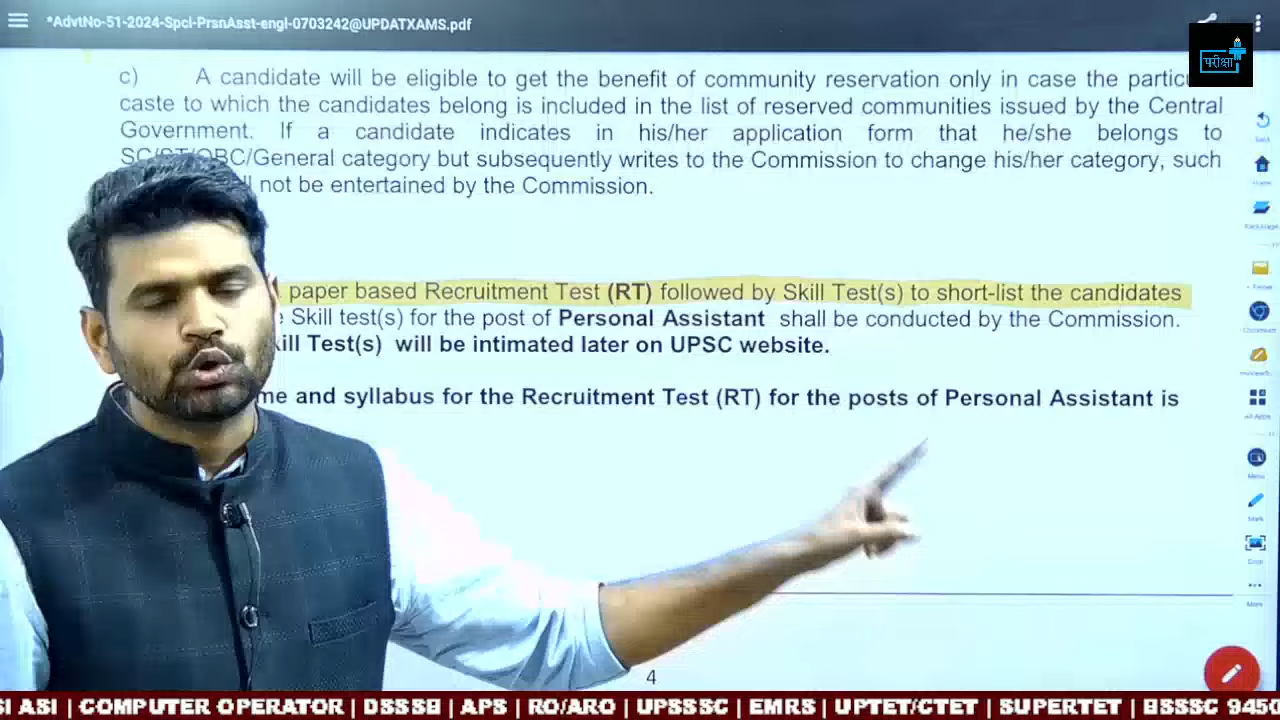 *AdvtNo-51-2024-Spcl-PrsnAsst-engl-0703242@UPDATXAMS.pdf
परीक्षा
c) A candidate will be eligible to get the benefit of community reservation only in case the
caste to which the candidates belong is included in the list of reserved communities issued by the Central
Government. If a candidate indicates in his/her application form that he/she belongs to
SC/ST/OBC/General category but subsequently writes to the Commission to change his/her category, such
not be entertained by the Commission.
paper based Recruitment Test (RT) followed by Skill Test(s) to short-list the candidates
Skill test(s) for the post of Personal Assistant shall be conducted by the Commission.
Test(s) will be intimated later on UPSC website.
and syllabus for the Recruitment Test (RT) for the posts of Personal Assistant is
4
Menu
Mark
Crop
More
ASI | COMPUTER OPERATOR | DSSSB | APS | RO/ARO | UPSSSC | EMRS | UPTET/CTET | SUPERTET | BSSSC 9450